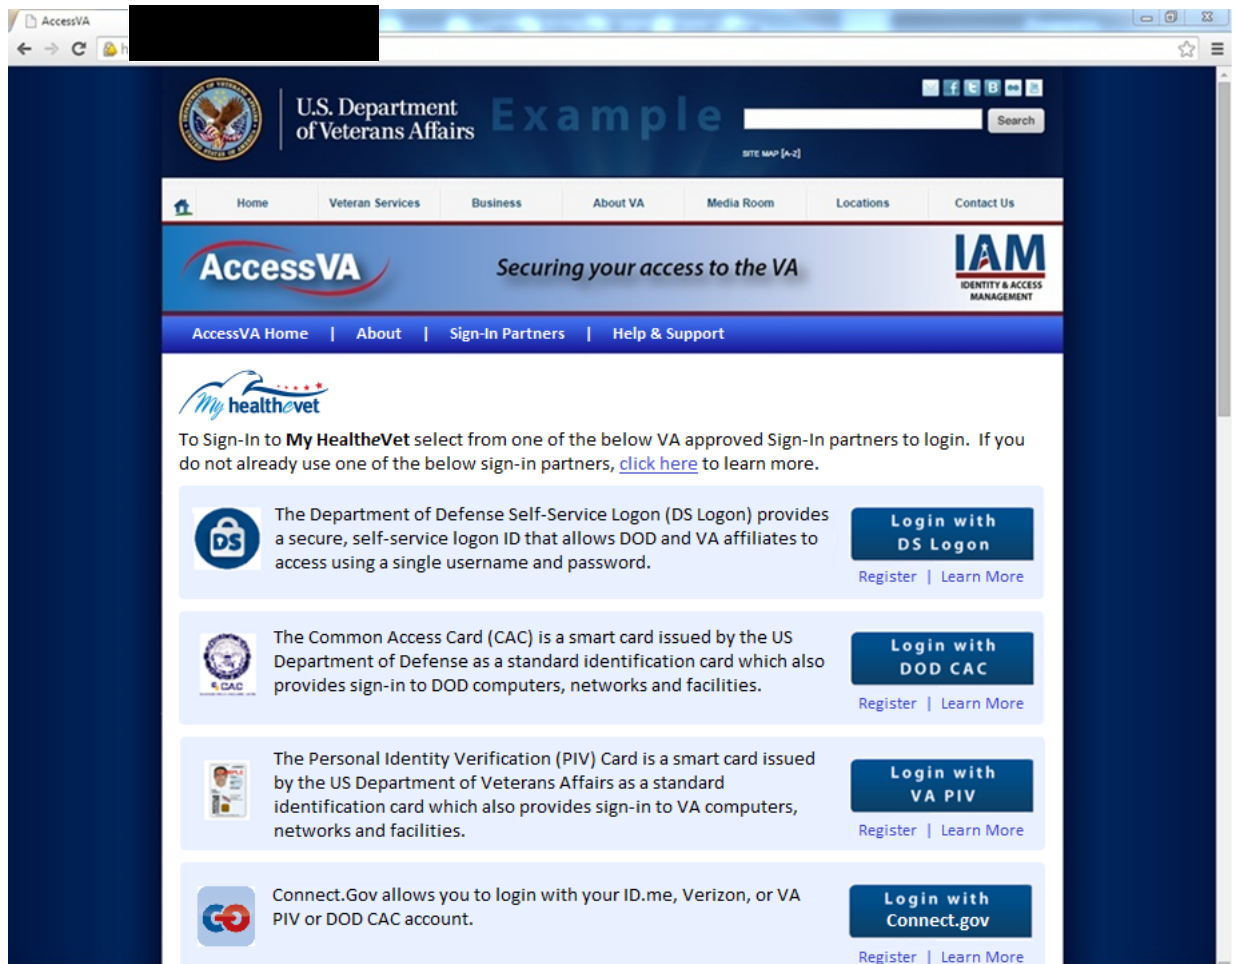 AccessVA
h
U.S. Department
of Veterans Affairs
Example
Search
SITE MAP [A-Z]
Home
Veteran Services
Business
About VA
Media Room
Locations
Contact Us
AccessVA
Securing your access to the VA
IAM
IDENTITY & ACCESS
MANAGEMENT
AccessVA Home | About | Sign-In Partners | Help & Support
My healthevet
To Sign-In to My HealtheVet select from one of the below VA approved Sign-In partners to login. If you
do not already use one of the below sign-in partners, click here to learn more.
DS
The Department of Defense Self-Service Logon (DS Logon) provides
a secure, self-service logon ID that allows DOD and VA affiliates to
access using a single username and password.
Login with
DS Logon
Register | Learn More
CAC
The Common Access Card (CAC) is a smart card issued by the US
Department of Defense as a standard identification card which also
provides sign-in to DOD computers, networks and facilities.
Login with
DOD CAC
Register | Learn More
The Personal Identity Verification (PIV) Card is a smart card issued
by the US Department of Veterans Affairs as a standard
identification card which also provides sign-in to VA computers,
networks and facilities.
Login with
VA PIV
Register | Learn More
Connect.Gov allows you to login with your ID.me, Verizon, or VA
PIV or DOD CAC account.
Login with
Connect.gov
Register | Learn More